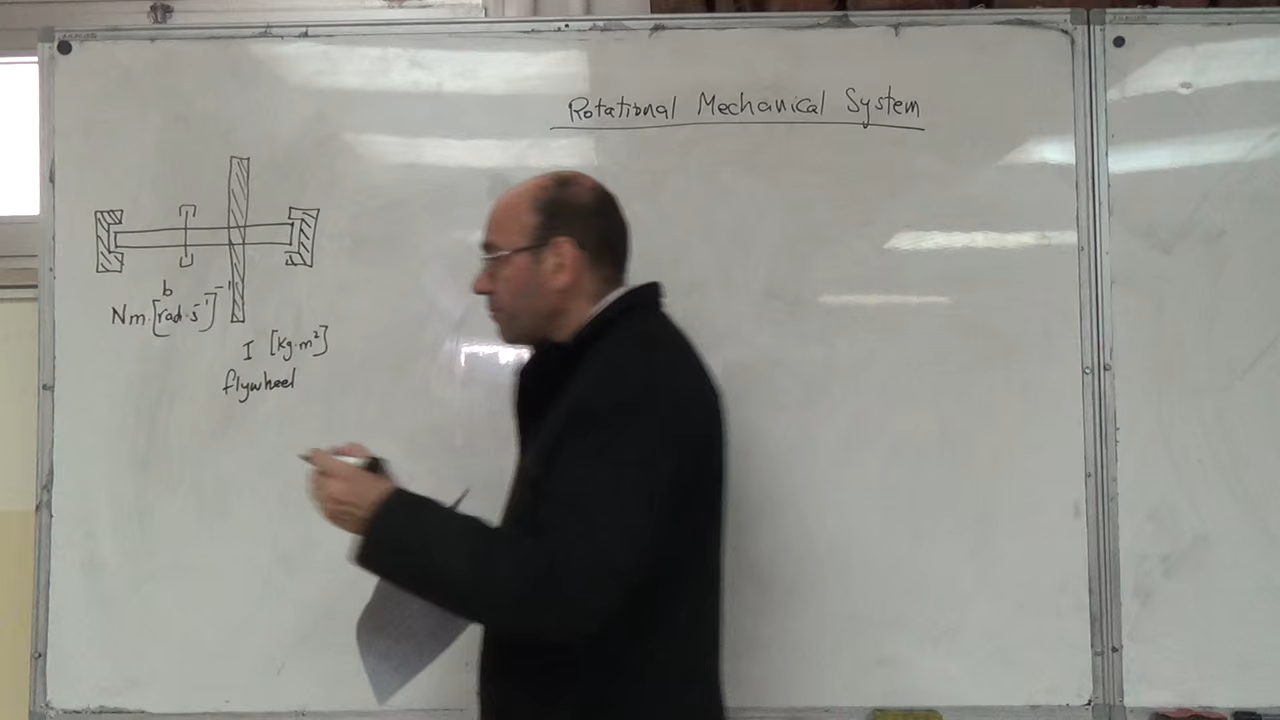 Rotational Mechanical System
b
Nm.[rad.s⁻¹]⁻¹
I [kg.m²]
flywheel